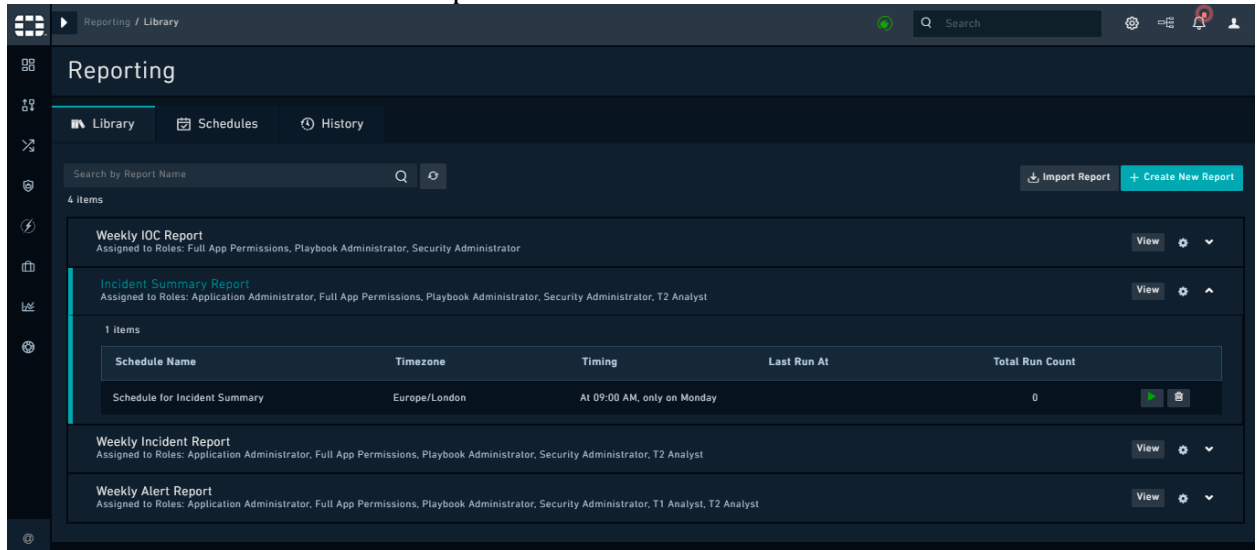 Reporting / Library
Search
Reporting
Library
Schedules
History
Search by Report Name
Import Report
+ Create New Report
4 items
Weekly IOC Report
Assigned to Roles: Full App Permissions, Playbook Administrator, Security Administrator
View
Incident Summary Report
Assigned to Roles: Application Administrator, Full App Permissions, Playbook Administrator, Security Administrator, T2 Analyst
View
1 items
Schedule Name Timezone Timing Last Run At Total Run Count
Schedule for Incident Summary Europe/London At 09:00 AM, only on Monday 0
Weekly Incident Report
Assigned to Roles: Application Administrator, Full App Permissions, Playbook Administrator, Security Administrator, T2 Analyst
View
Weekly Alert Report
Assigned to Roles: Application Administrator, Full App Permissions, Playbook Administrator, Security Administrator, T1 Analyst, T2 Analyst
View
@